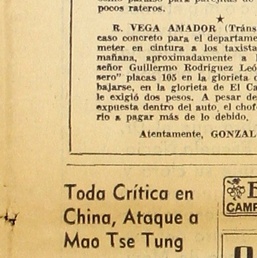 pocos rateros.
★
R. VEGA AMADOR (Tráns
caso concreto para el departame
meter en cintura a los taxista
mañana, aproximadamente a l
señor Guillermo Rodríguez Leó
sero" placas 105 en la glorieta d
bajarse, en la glorieta de El Ca
le exigió dos pesos. A pesar de
expuesta dentro del auto, el chof
rio a pagar más de lo debido.
Atentamente, GONZAL
Toda Crítica en
China, Ataque a
Mao Tse Tung
CAMP